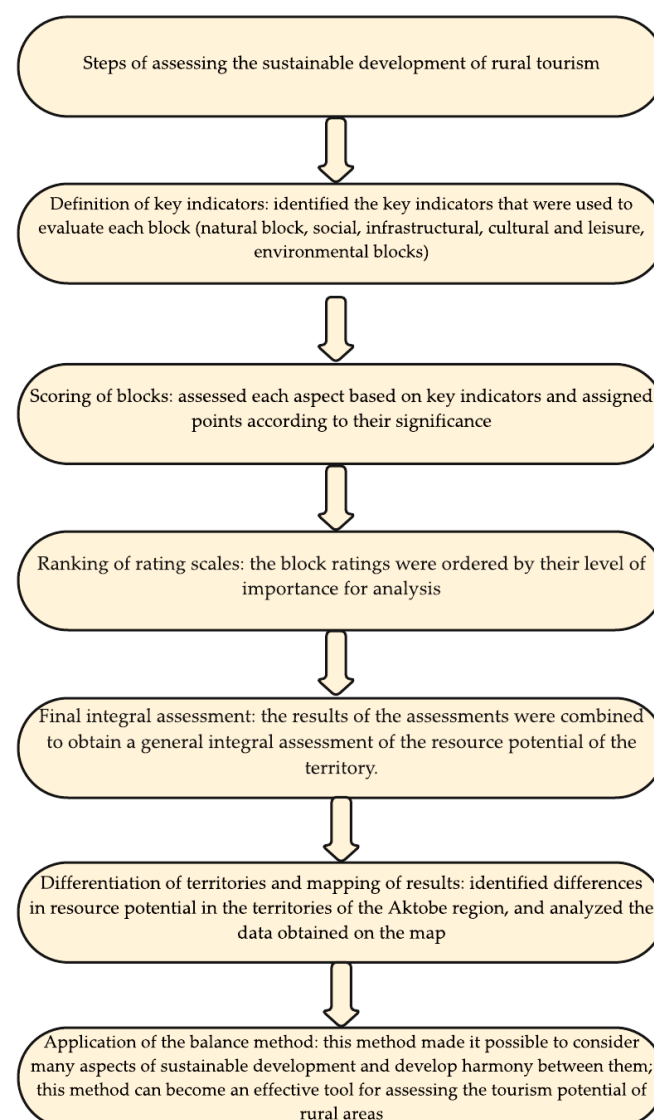 Steps of assessing the sustainable development of rural tourism
Definition of key indicators: identified the key indicators that were used to
evaluate each block (natural block, social, infrastructural, cultural and leisure,
environmental blocks)
Scoring of blocks: assessed each aspect based on key indicators and assigned
points according to their significance
Ranking of rating scales: the block ratings were ordered by their level of
importance for analysis
Final integral assessment: the results of the assessments were combined
to obtain a general integral assessment of the resource potential of the
territory.
Differentiation of territories and mapping of results: identified differences
in resource potential in the territories of the Aktobe region, and analyzed the
data obtained on the map
Application of the balance method: this method made it possible to consider
many aspects of sustainable development and develop harmony between them;
this method can become an effective tool for assessing the tourism potential of
rural areas